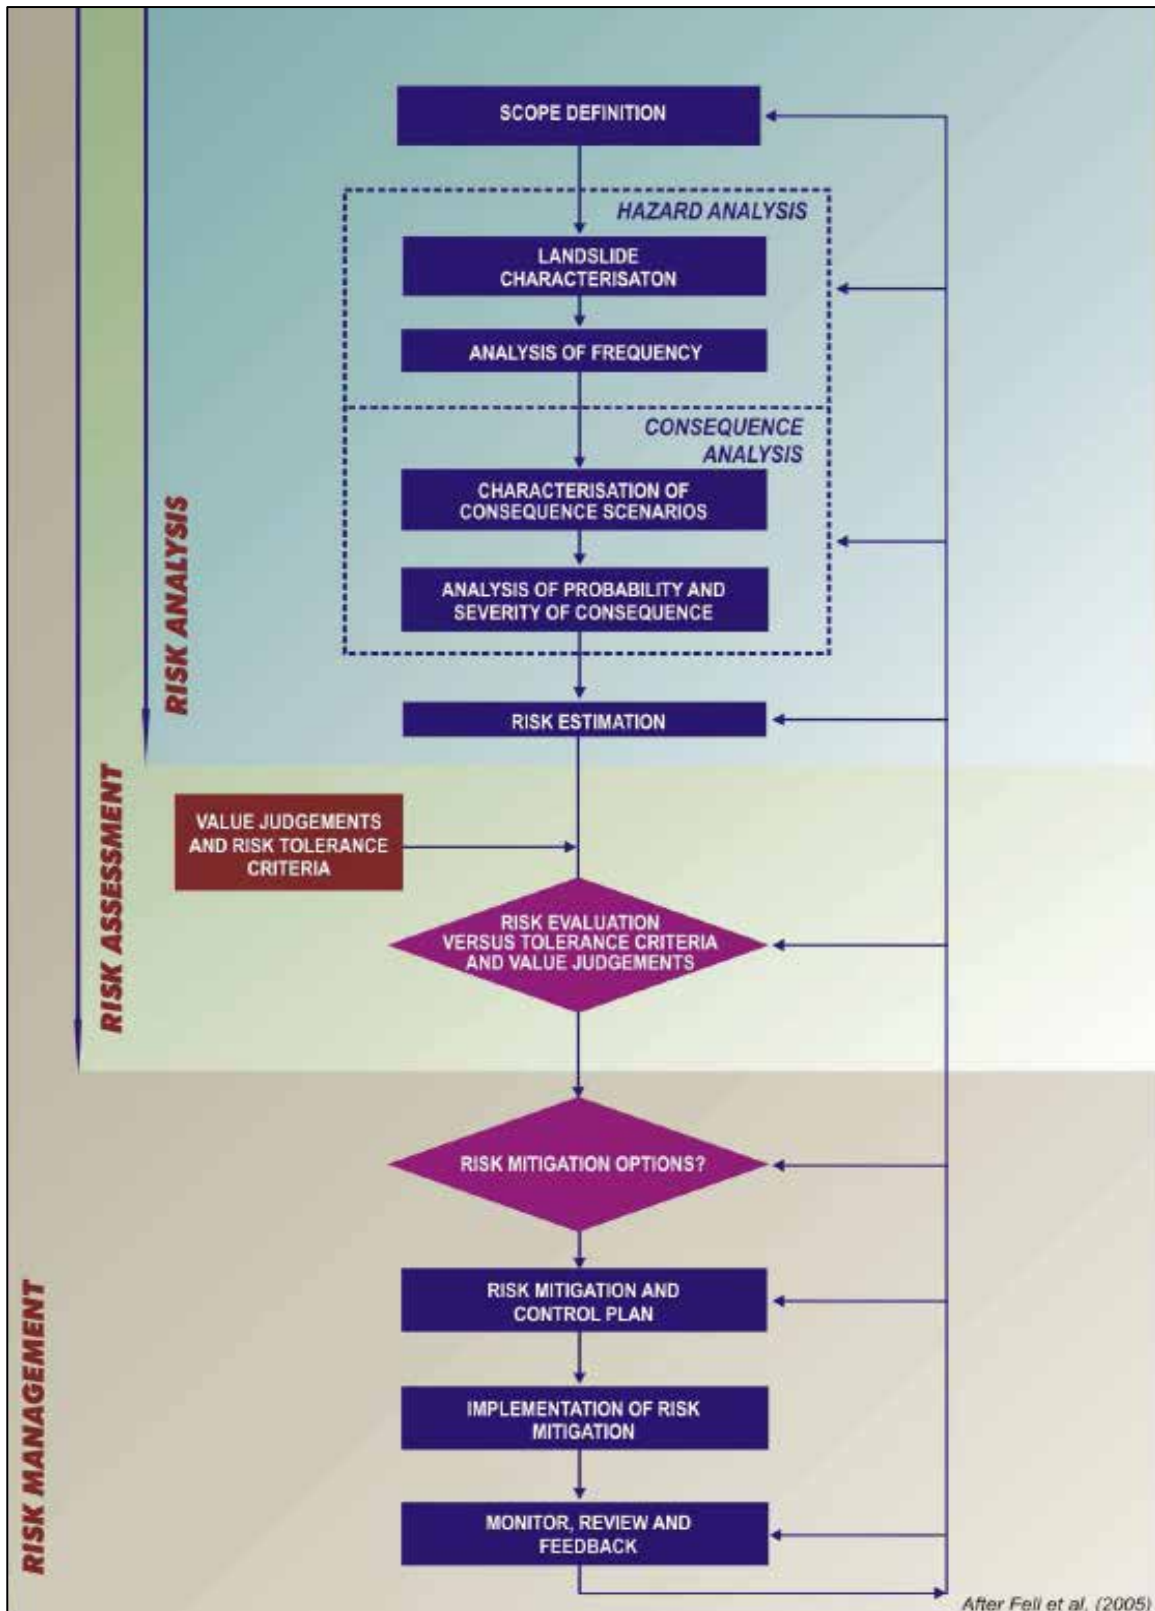 SCOPE DEFINITION
HAZARD ANALYSIS
LANDSLIDE
CHARACTERISATON
ANALYSIS OF FREQUENCY
CONSEQUENCE
ANALYSIS
CHARACTERISATION OF
CONSEQUENCE SCENARIOS
ANALYSIS OF PROBABILITY AND
SEVERITY OF CONSEQUENCE
RISK ESTIMATION
RISK ANALYSIS
VALUE JUDGEMENTS
AND RISK TOLERANCE
CRITERIA
RISK EVALUATION
VERSUS TOLERANCE CRITERIA
AND VALUE JUDGEMENTS
RISK ASSESSMENT
RISK MITIGATION OPTIONS?
RISK MITIGATION AND
CONTROL PLAN
IMPLEMENTATION OF RISK
MITIGATION
MONITOR, REVIEW AND
FEEDBACK
RISK MANAGEMENT
After Fell et al. (2005)